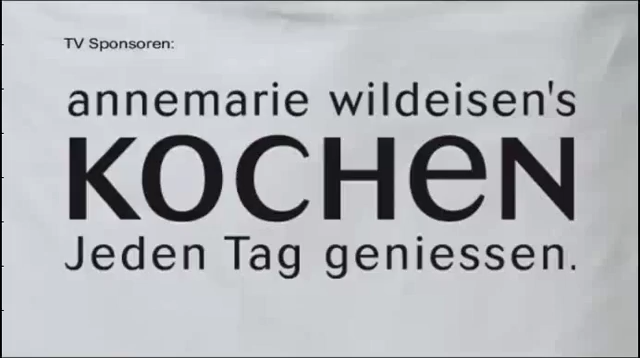 TV Sponsoren:
annemarie wildeisen's
KOCHEN
Jeden Tag geniessen.